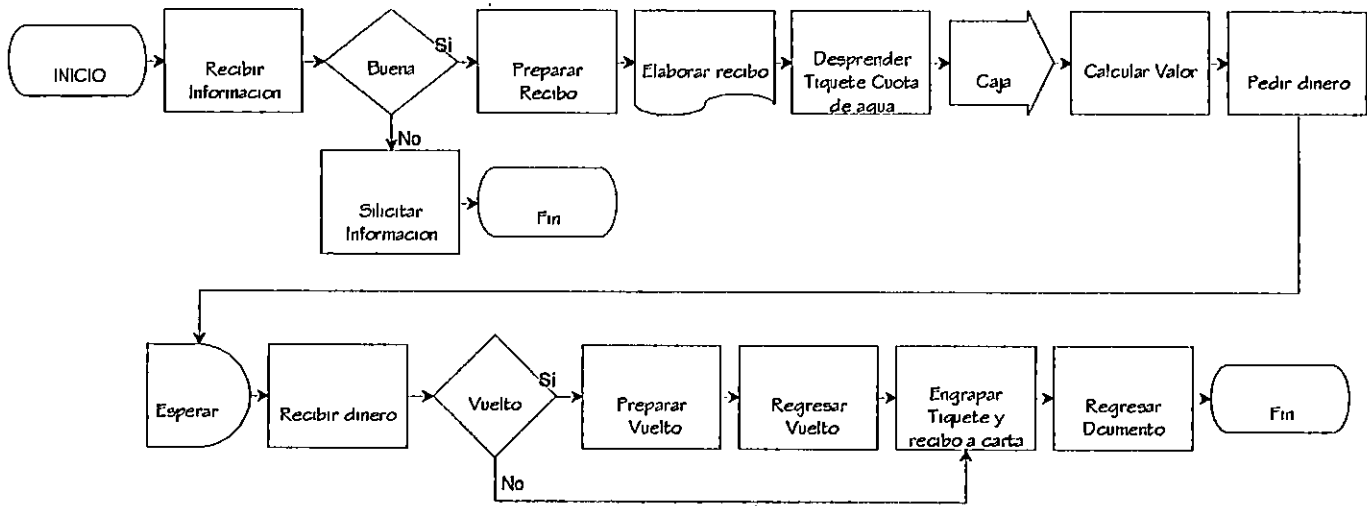 INICIO
Recibir
Informacion
Buena
Si
Preparar
Recibo
Elaborar recibo
Desprender
Tiquete Cuota
de agua
Caja
Calcular Valor
Pedir dinero
No
Silicitar
Informacion
Fin
Esperar
Recibir dinero
Vuelto
Si
Preparar
Vuelto
Regresar
Vuelto
Engrapar
Tiquete y
recibo a carta
Regresar
Dcumento
Fin
No